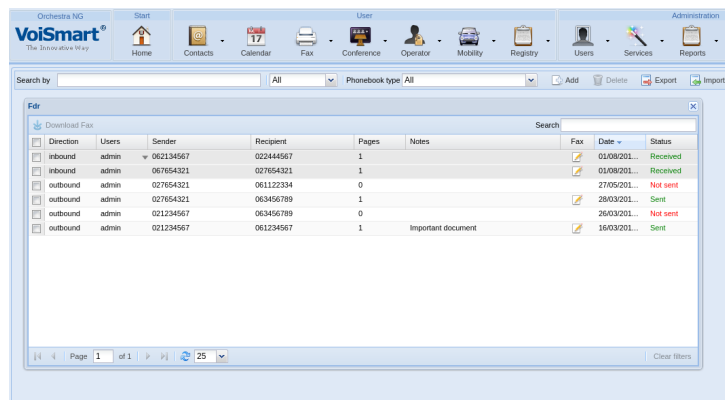 Orchestra NG Start User Administration
VoiSmart®
The Innovative Way
Home Contacts Calendar Fax Conference Operator Mobility Registry Users Services Reports
17
Search by All Phonebook type All Add Delete Export Import
Fdr
Download Fax Search
Direction Users Sender Recipient Pages Notes Fax Date Status
inbound admin 062134567 022444567 1 01/08/201... Received
inbound admin 067654321 027654321 1 01/08/201... Received
outbound admin 027654321 061122334 0 27/05/201... Not sent
outbound admin 027654321 063456789 1 28/03/201... Sent
outbound admin 021234567 063456789 0 26/03/201... Not sent
outbound admin 021234567 061234567 1 Important document 16/03/201... Sent
Page 1 of 1 25 Clear filters